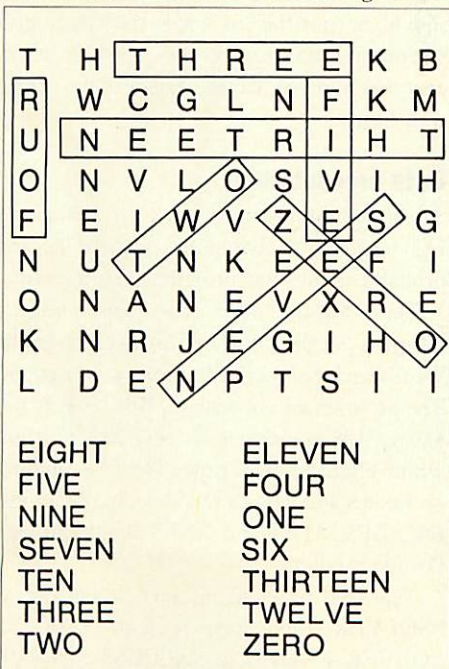 T H T H R E E K B
R W C G L N F K M
U N E E T R I H T
O N V L O S V I H
F E I W V Z E S G
N U T N K E E F
O N A N E V X R E
K N R J E G I H O
L D E N P T S I
EIGHT ELEVEN
FIVE FOUR
NINE ONE
SEVEN SIX
TEN THIRTEEN
THREE TWELVE
TWO ZERO